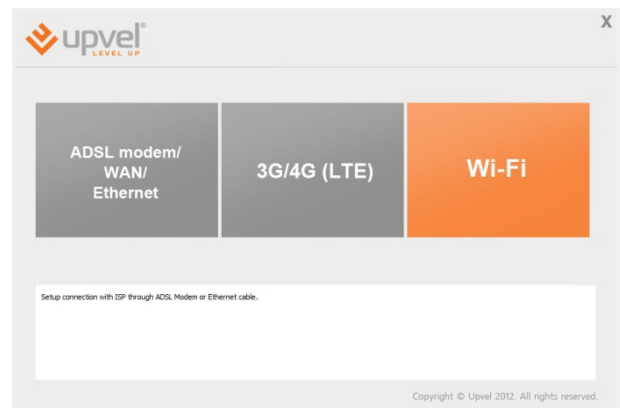 X
upvel
LEVEL UP
ADSL modem/
WAN/
Ethernet
3G/4G (LTE)
Wi-Fi
Setup connection with ISP through ADSL Modem or Ethernet cable.
Copyright © Upvel 2012. All rights reserved.